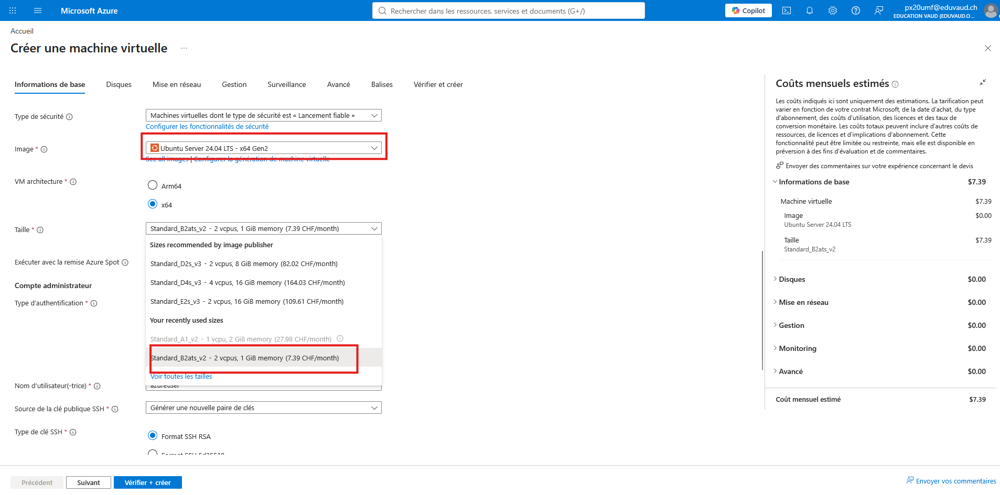 Microsoft Azure
Rechercher dans les ressources, services et documents (G+/)
Copilot
px20umf@eduvaud.ch
EDUCATION VAUD (EDUVAUD.O...
Accueil
Créer une machine virtuelle ...
Informations de base
Disques
Mise en réseau
Gestion
Surveillance
Avancé
Balises
Vérifier et créer
Type de sécurité
Machines virtuelles dont le type de sécurité est « Lancement fiable »
Configurer les fonctionnalités de sécurité
Image *
Ubuntu Server 24.04 LTS - x64 Gen2
See all images | Configurer la génération de machine virtuelle
VM architecture *
Arm64
x64
Taille *
Standard_B2ats_v2 - 2 vcpus, 1 GiB memory (7.39 CHF/month)
Sizes recommended by image publisher
Standard_D2s_v3 - 2 vcpus, 8 GiB memory (82.02 CHF/month)
Standard_D4s_v3 - 4 vcpus, 16 GiB memory (164.03 CHF/month)
Standard_E2s_v3 - 2 vcpus, 16 GiB memory (109.61 CHF/month)
Your recently used sizes
Standard_A1_v2 - 1 vcpu, 2 GiB memory (27.98 CHF/month)
Standard_B2ats_v2 - 2 vcpus, 1 GiB memory (7.39 CHF/month)
Voir toutes les tailles
Exécuter avec la remise Azure Spot
Compte administrateur
Type d'authentification *
Nom d'utilisateur(-trice) *
azureuser
Source de la clé publique SSH *
Générer une nouvelle paire de clés
Type de clé SSH *
Format SSH RSA
Format SSH Ed25519
Précédent
Suivant
Vérifier + créer
Coûts mensuels estimés
Les coûts indiqués ici sont uniquement des estimations. La tarification peut
varier en fonction de votre contrat Microsoft, de la date d'achat, du type
d'abonnement, des coûts d'utilisation, des licences et des taux de
conversion monétaire. Les coûts totaux peuvent inclure d'autres coûts de
ressources, de licences et d'implications d'abonnement. Cette
fonctionnalité peut être limitée ou restreinte, mais elle est disponible en
préversion à des fins d'évaluation et de commentaires.
Envoyer des commentaires sur votre expérience concernant le devis
Informations de base $7.39
Machine virtuelle $7.39
Image $0.00
Ubuntu Server 24.04 LTS
Taille $7.39
Standard_B2ats_v2
Disques $0.00
Mise en réseau $0.00
Gestion $0.00
Monitoring $0.00
Avancé $0.00
Coût mensuel estimé $7.39
Envoyer vos commentaires